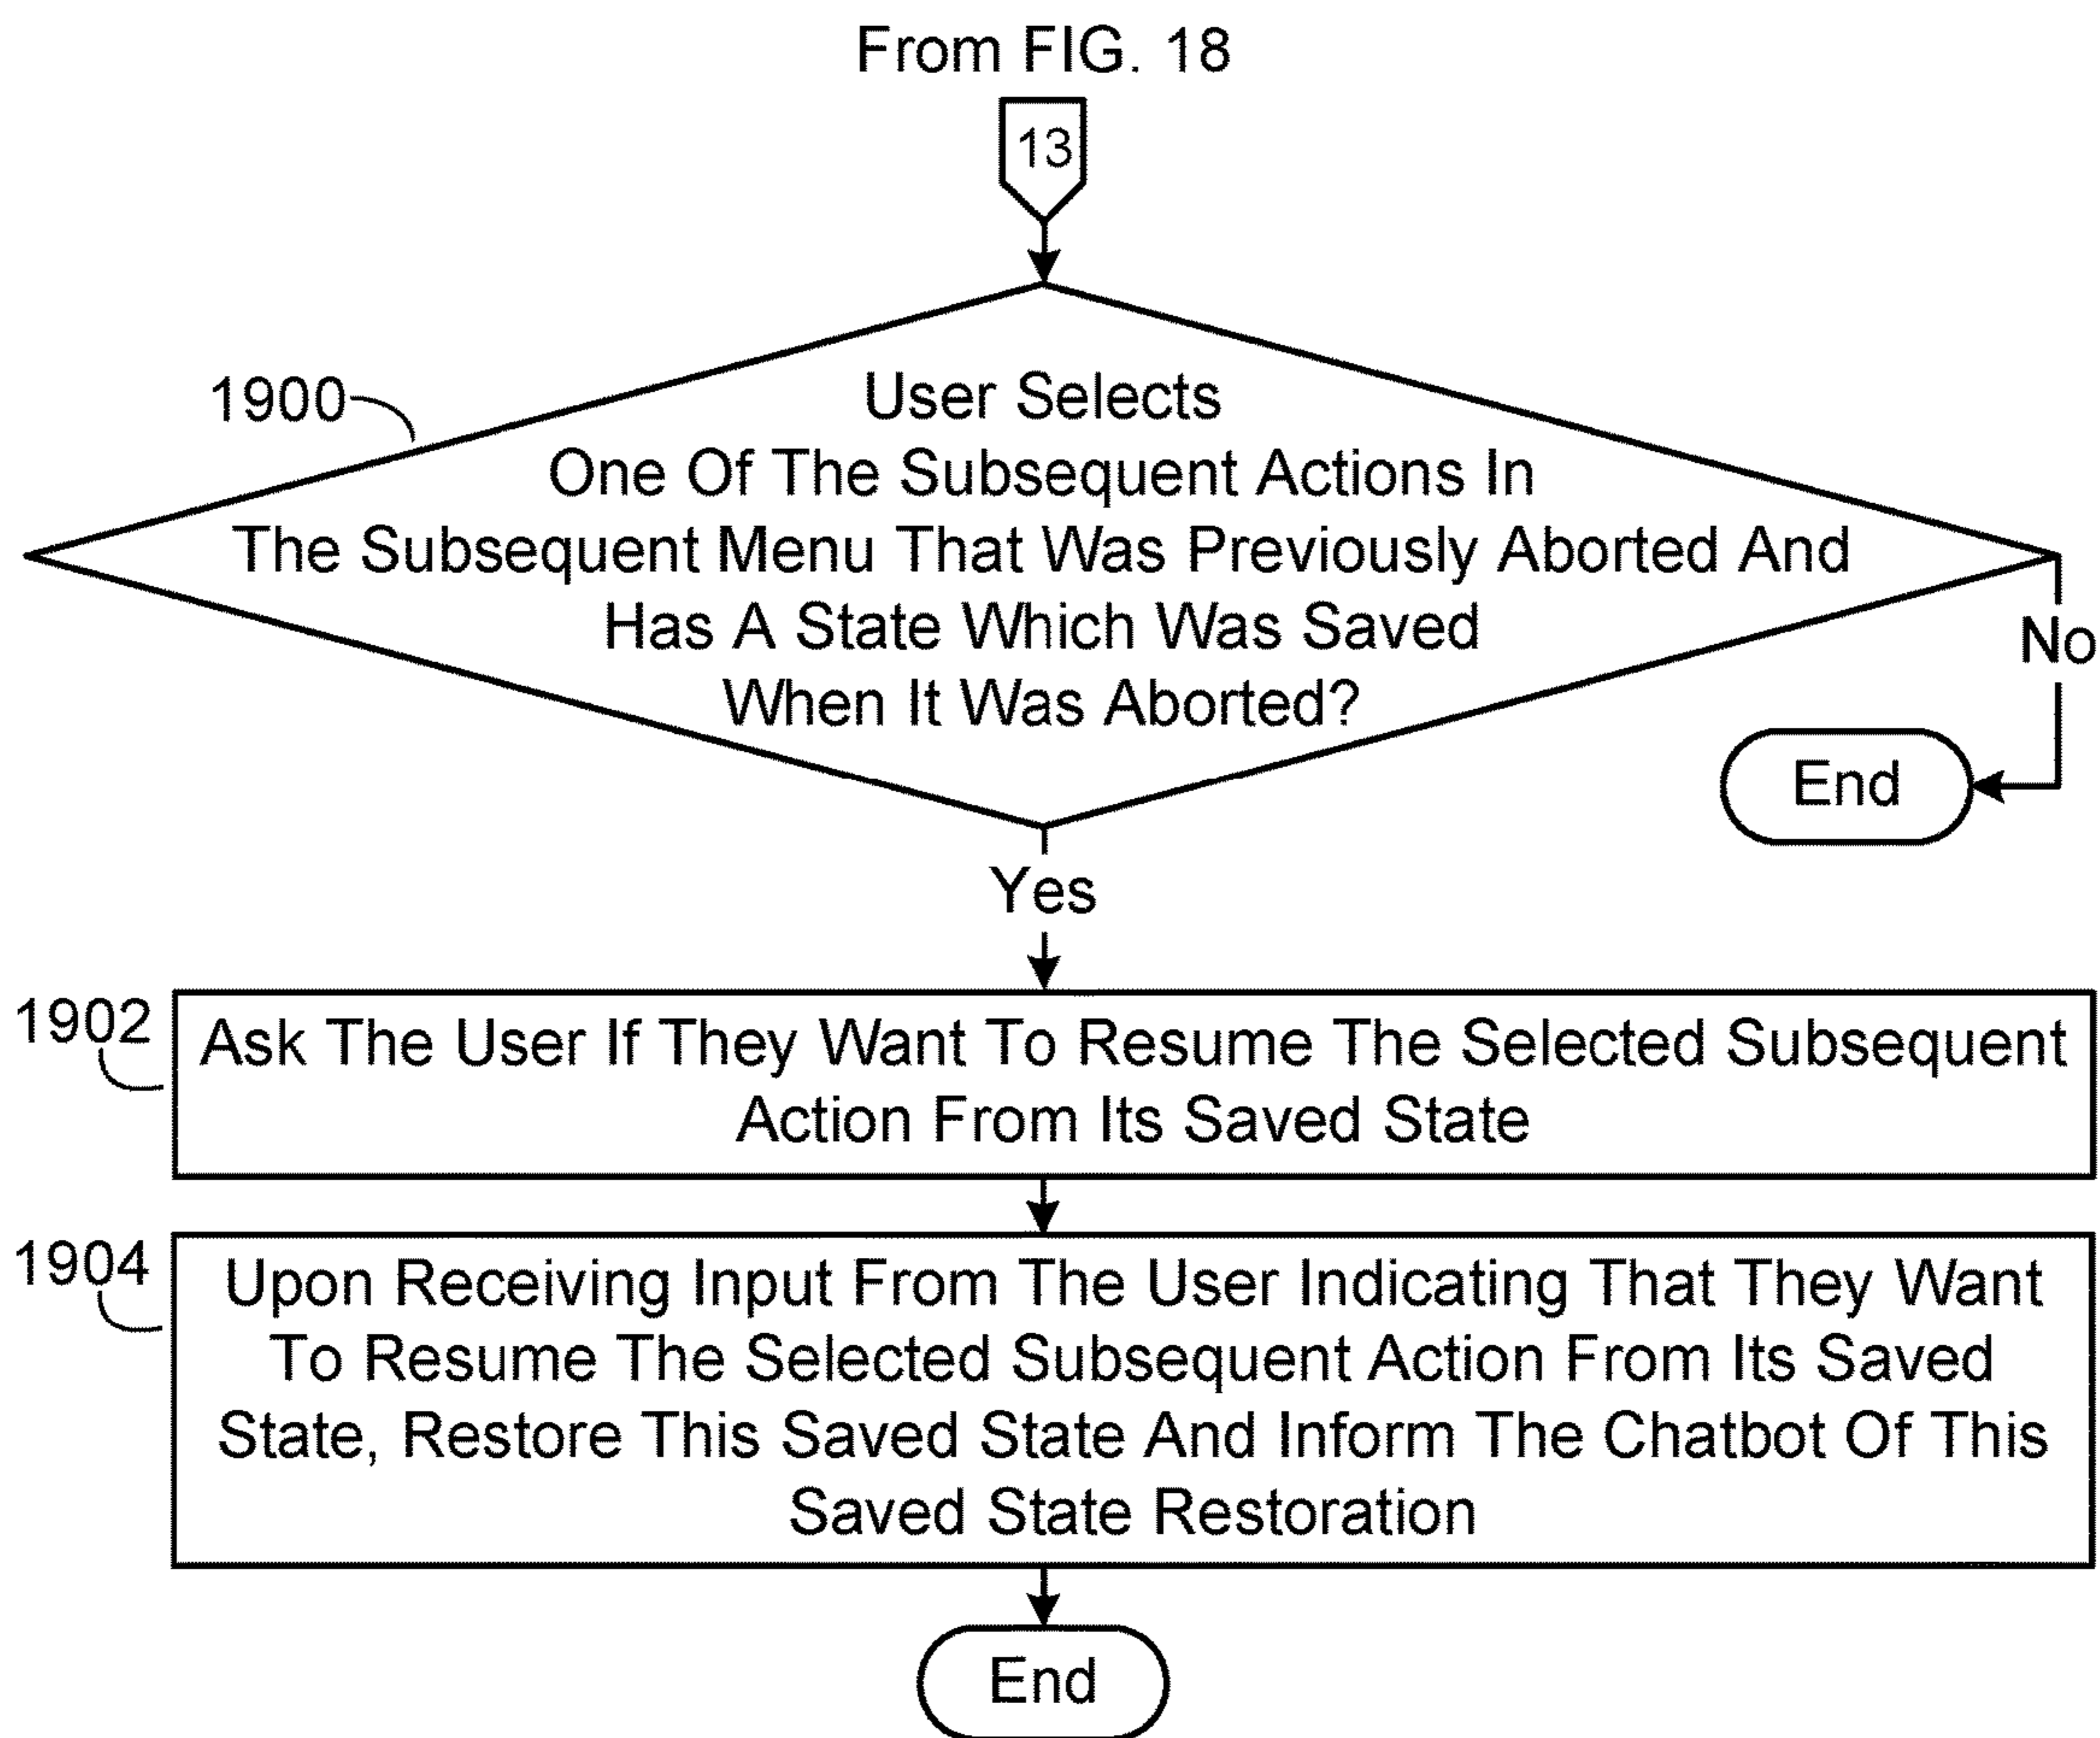 From FIG. 18
13
1900
User Selects
One Of The Subsequent Actions In
The Subsequent Menu That Was Previously Aborted And
Has A State Which Was Saved
When It Was Aborted?
No
End
Yes
1902
Ask The User If They Want To Resume The Selected Subsequent
Action From Its Saved State
1904
Upon Receiving Input From The User Indicating That They Want
To Resume The Selected Subsequent Action From Its Saved
State, Restore This Saved State And Inform The Chatbot Of This
Saved State Restoration
End